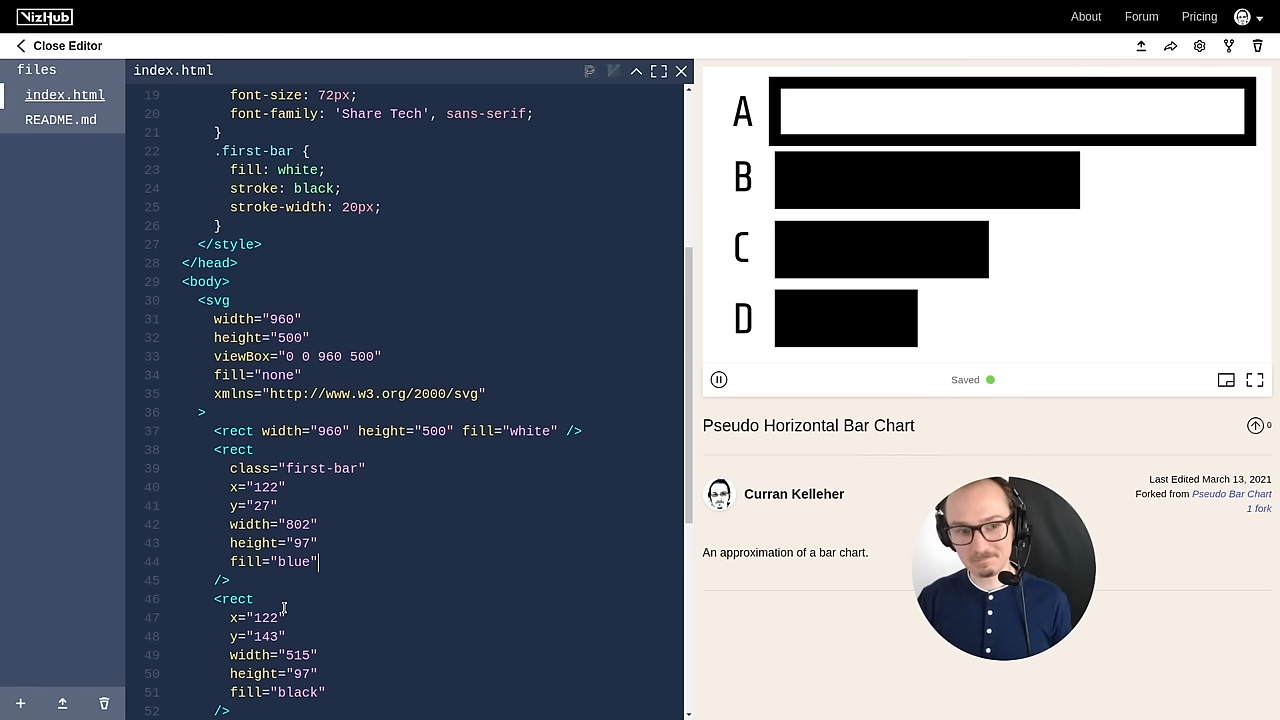 VizHub
About Forum Pricing
Close Editor
files
index.html
README.md
index.html
19 font-size: 72px;
20 font-family: 'Share Tech', sans-serif;
21 }
22 .first-bar {
23 fill: white;
24 stroke: black;
25 stroke-width: 20px;
26 }
27 </style>
28 </head>
29 <body>
30 <svg
31 width="960"
32 height="500"
33 viewBox="0 0 960 500"
34 fill="none"
35 xmlns="http://www.w3.org/2000/svg"
36 >
37 <rect width="960" height="500" fill="white" />
38 <rect
39 class="first-bar"
40 x="122"
41 y="27"
42 width="802"
43 height="97"
44 fill="blue"
45 />
46 <rect
47 x="122"
48 y="143"
49 width="515"
50 height="97"
51 fill="black"
52 />
A
B
C
D
Saved
Pseudo Horizontal Bar Chart
0
Curran Kelleher
Last Edited March 13, 2021
Forked from Pseudo Bar Chart
1 fork
An approximation of a bar chart.